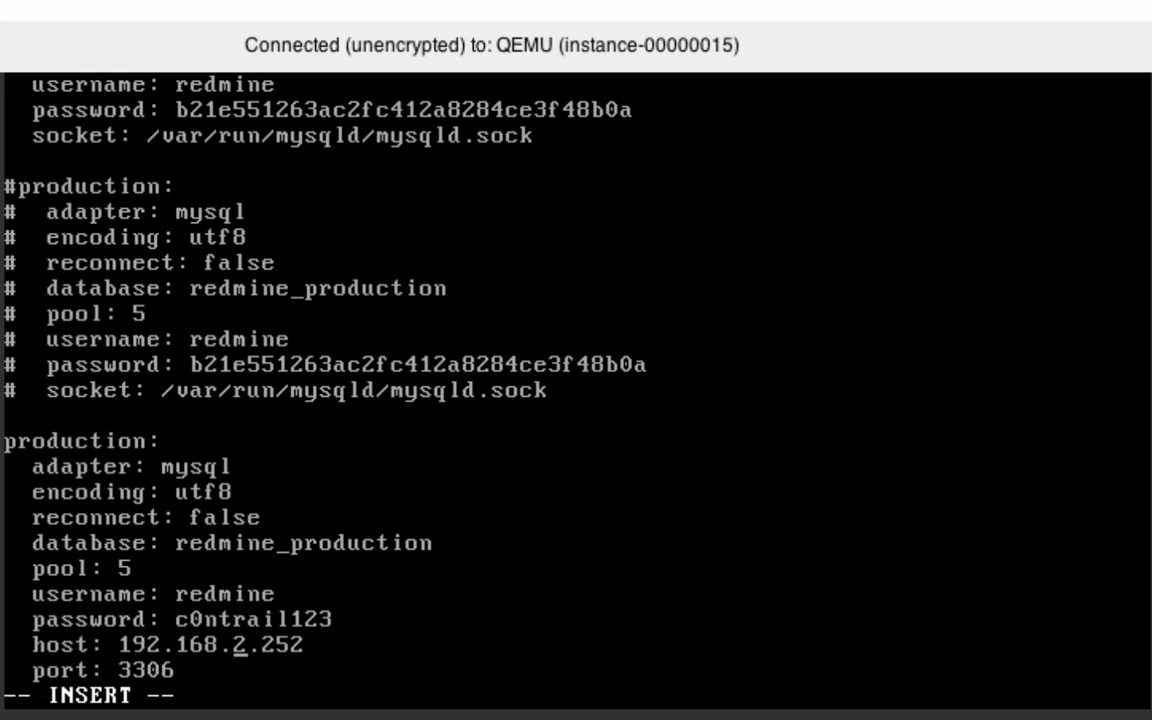 Connected (unencrypted) to: QEMU (instance-00000015)
  username: redmine
  password: b21e551263ac2fc412a8284ce3f48b0a
  socket: /var/run/mysqld/mysqld.sock

#production:
#  adapter: mysql
#  encoding: utf8
#  reconnect: false
#  database: redmine_production
#  pool: 5
#  username: redmine
#  password: b21e551263ac2fc412a8284ce3f48b0a
#  socket: /var/run/mysqld/mysqld.sock

production:
  adapter: mysql
  encoding: utf8
  reconnect: false
  database: redmine_production
  pool: 5
  username: redmine
  password: c0ntrail123
  host: 192.168.2.252
  port: 3306
-- INSERT --